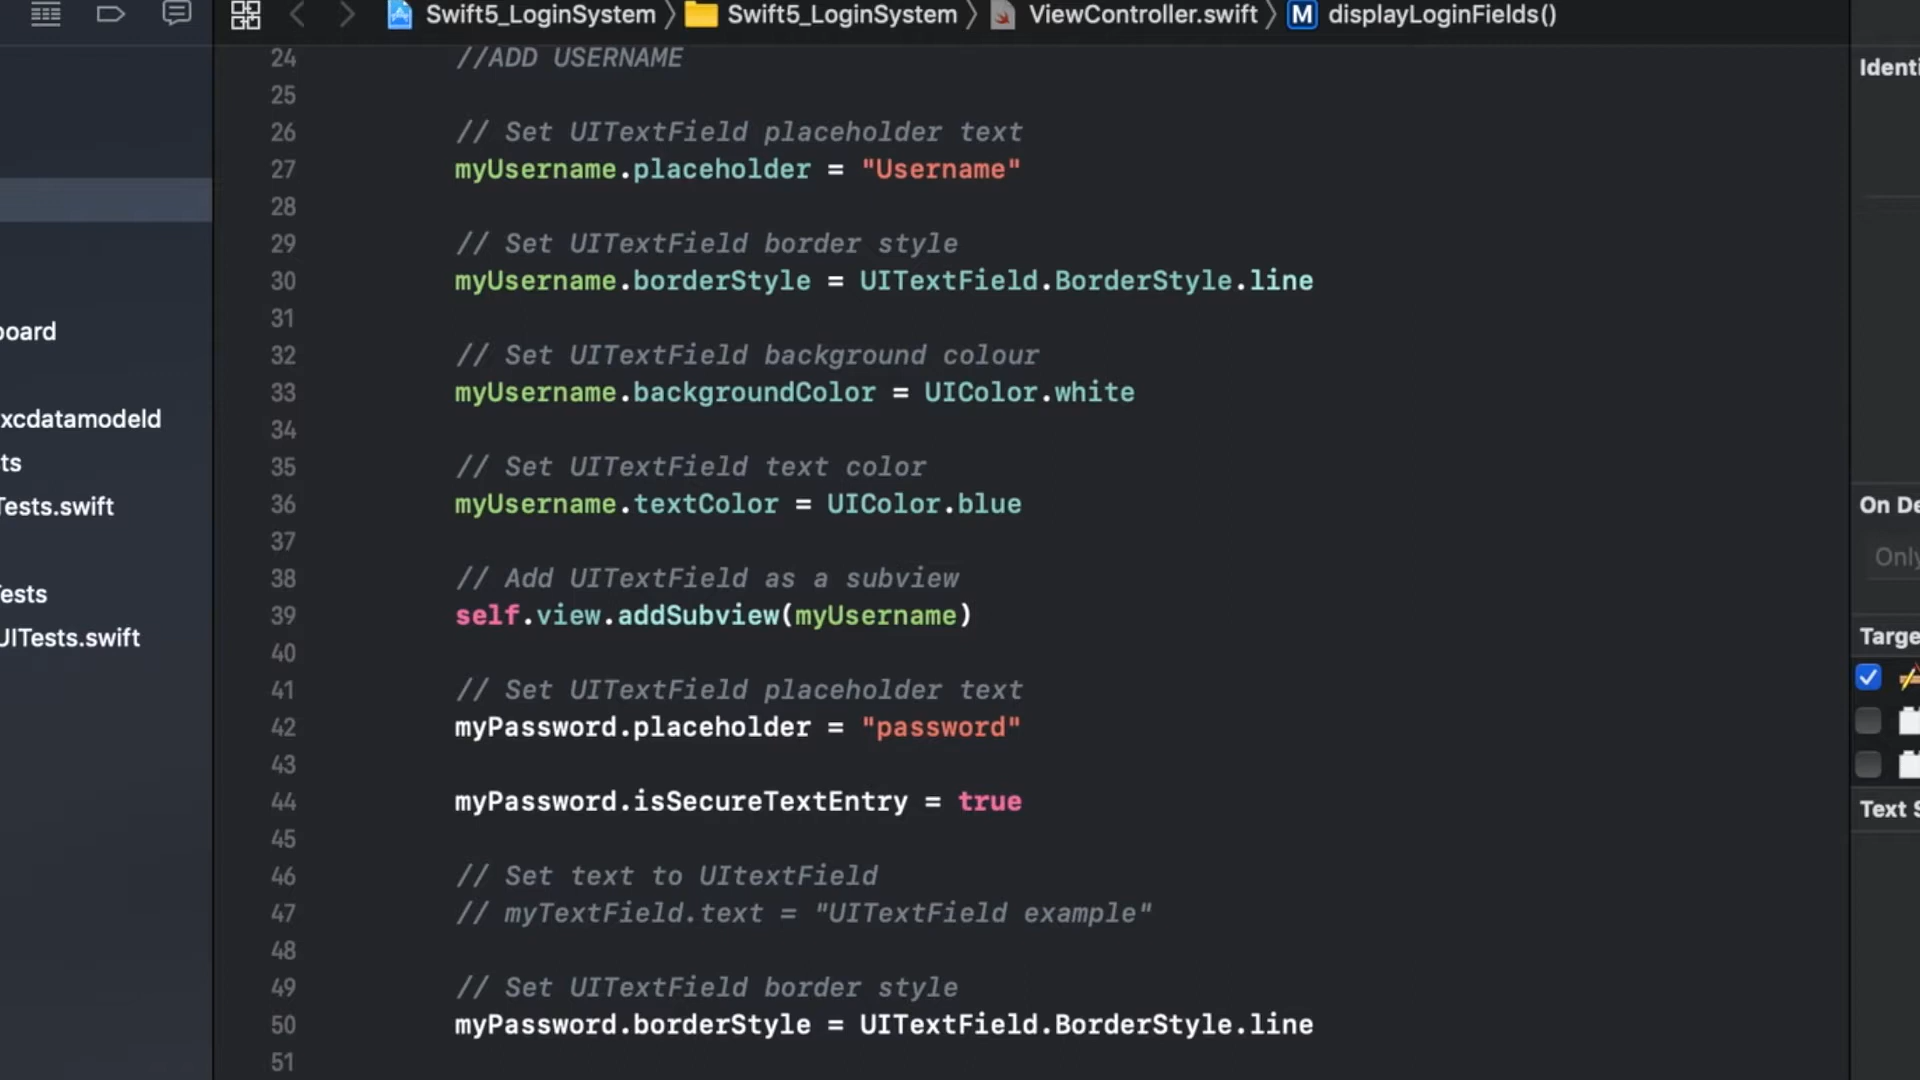 Swift5_LoginSystem 〉 Swift5_LoginSystem 〉 ViewController.swift 〉 M displayLoginFields()
24 //ADD USERNAME
25
26 // Set UITextField placeholder text
27 myUsername.placeholder = "Username"
28
29 // Set UITextField border style
30 myUsername.borderStyle = UITextField.BorderStyle.line
31
32 // Set UITextField background colour
33 myUsername.backgroundColor = UIColor.white
34
35 // Set UITextField text color
36 myUsername.textColor = UIColor.blue
37
38 // Add UITextField as a subview
39 self.view.addSubview(myUsername)
40
41 // Set UITextField placeholder text
42 myPassword.placeholder = "password"
43
44 myPassword.isSecureTextEntry = true
45
46 // Set text to UItextField
47 // myTextField.text = "UITextField example"
48
49 // Set UITextField border style
50 myPassword.borderStyle = UITextField.BorderStyle.line
51
oard
xcdatamodeld
ts
Tests.swift
ests
UITests.swift
Identi
On De
Only
Targe
Text S